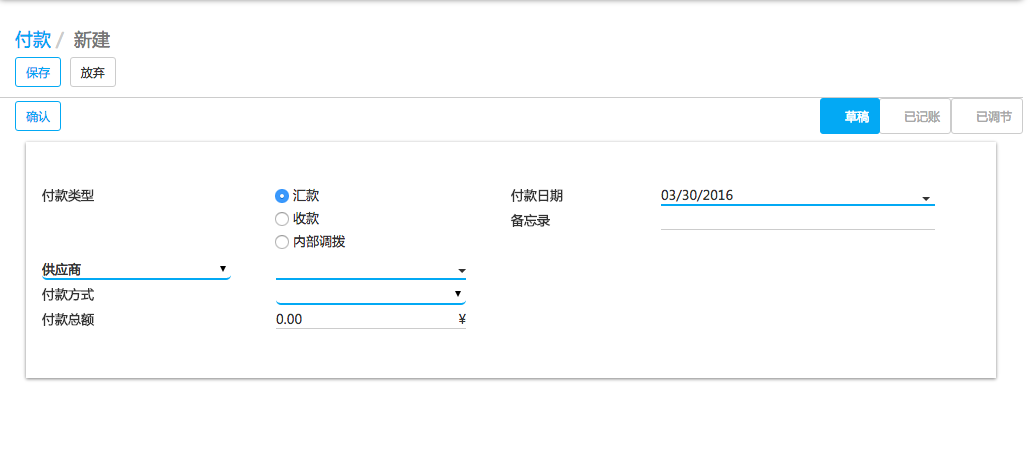 付款 / 新建
保存 放弃
确认 草稿 已记账 已调节
付款类型 汇款 付款日期 03/30/2016
收款 备忘录
内部调拨
供应商
付款方式
付款总额 0.00 ¥